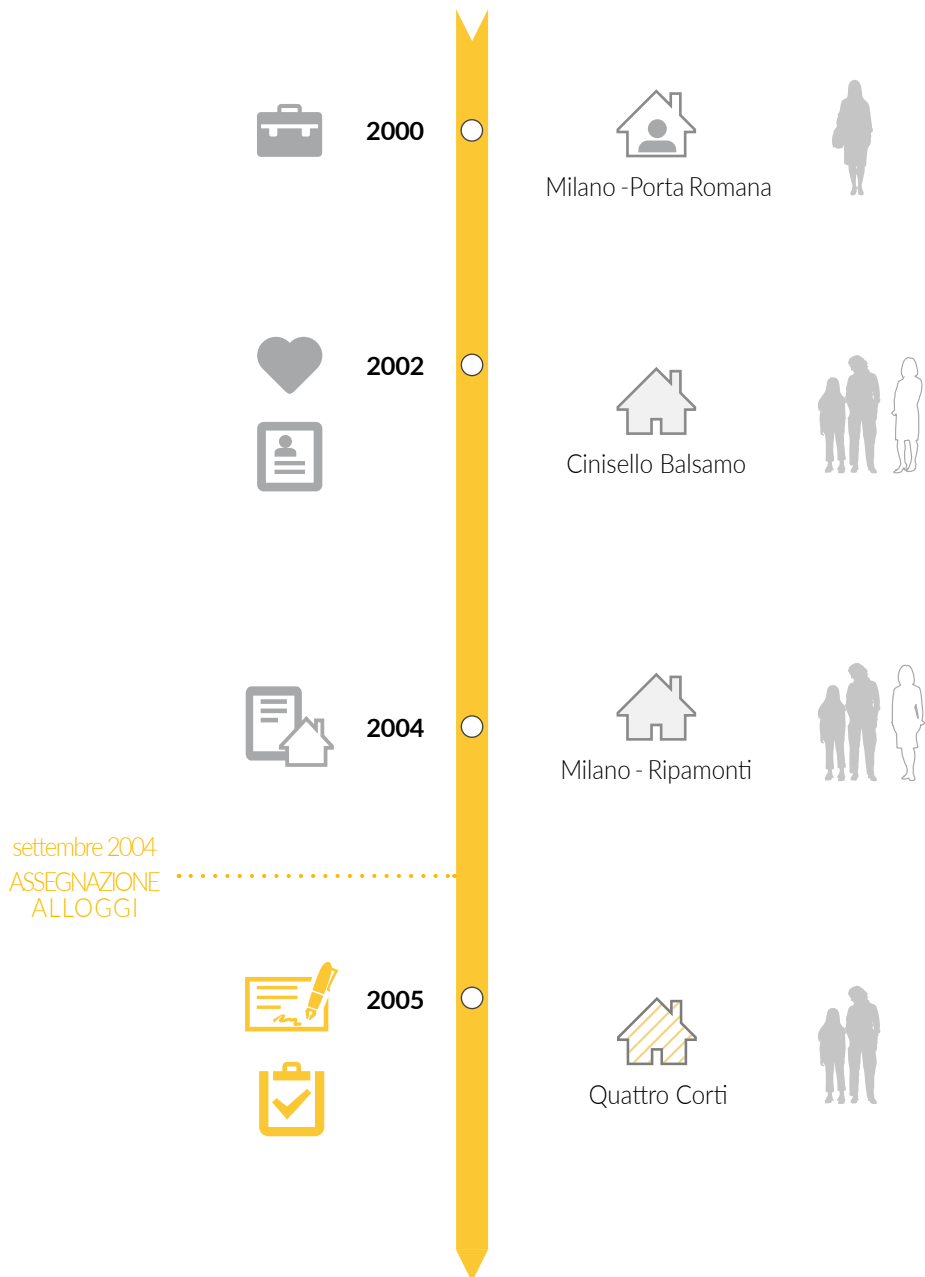 2000
Milano -Porta Romana
2002
Cinisello Balsamo
2004
Milano - Ripamonti
settembre 2004
ASSEGNAZIONE
ALLOGGI
2005
Quattro Corti